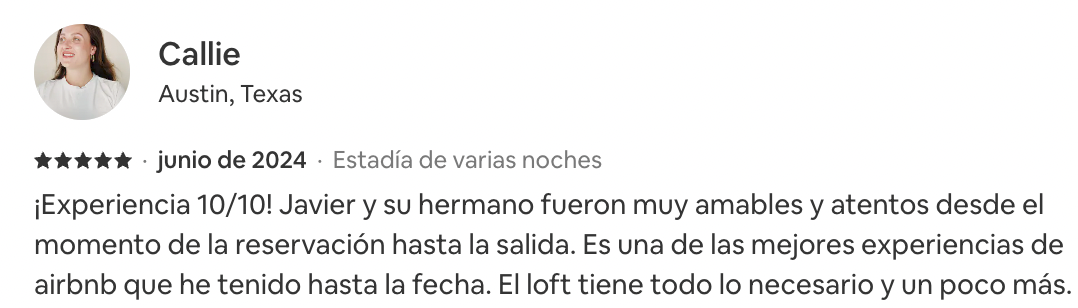 Callie
Austin, Texas
★★★★★ · junio de 2024 · Estadía de varias noches
¡Experiencia 10/10! Javier y su hermano fueron muy amables y atentos desde el
momento de la reservación hasta la salida. Es una de las mejores experiencias de
airbnb que he tenido hasta la fecha. El loft tiene todo lo necesario y un poco más.